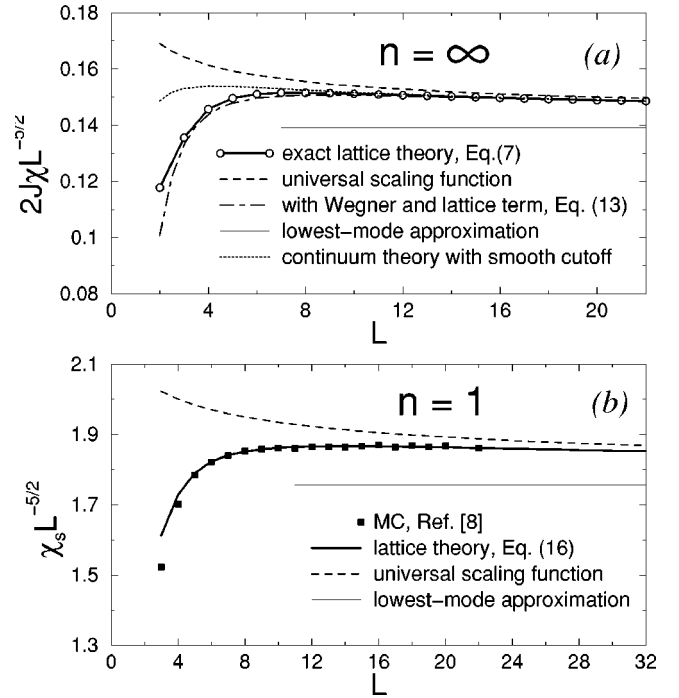 0.18
0.16
0.14
0.12
0.1
0.08
2JχL⁻⁵/²
n = ∞
(a)
exact lattice theory, Eq.(7)
universal scaling function
with Wegner and lattice term, Eq. (13)
lowest−mode approximation
continuum theory with smooth cutoff
0 4 8 12 16 20
L
2.1
1.9
1.7
1.5
1.3
χₛL⁻⁵/²
n = 1
(b)
MC, Ref. [8]
lattice theory, Eq. (16)
universal scaling function
lowest−mode approximation
0 4 8 12 16 20 24 28 32
L